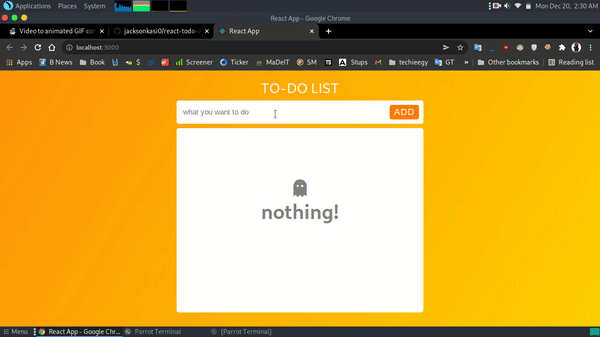 Applications Places System Mon Dec 20, 2:30 AM
React App - Google Chrome
Video to animated GIF con jacksonkasi0/react-todo- React App
localhost:3000
Apps B News Book $ Screener Ticker MaDeIT SM Stups techieegy GT » Other bookmarks Reading list
TO-DO LIST
what you want to do ADD
nothing!
Menu React App - Google Chr... Parrot Terminal [Parrot Terminal]